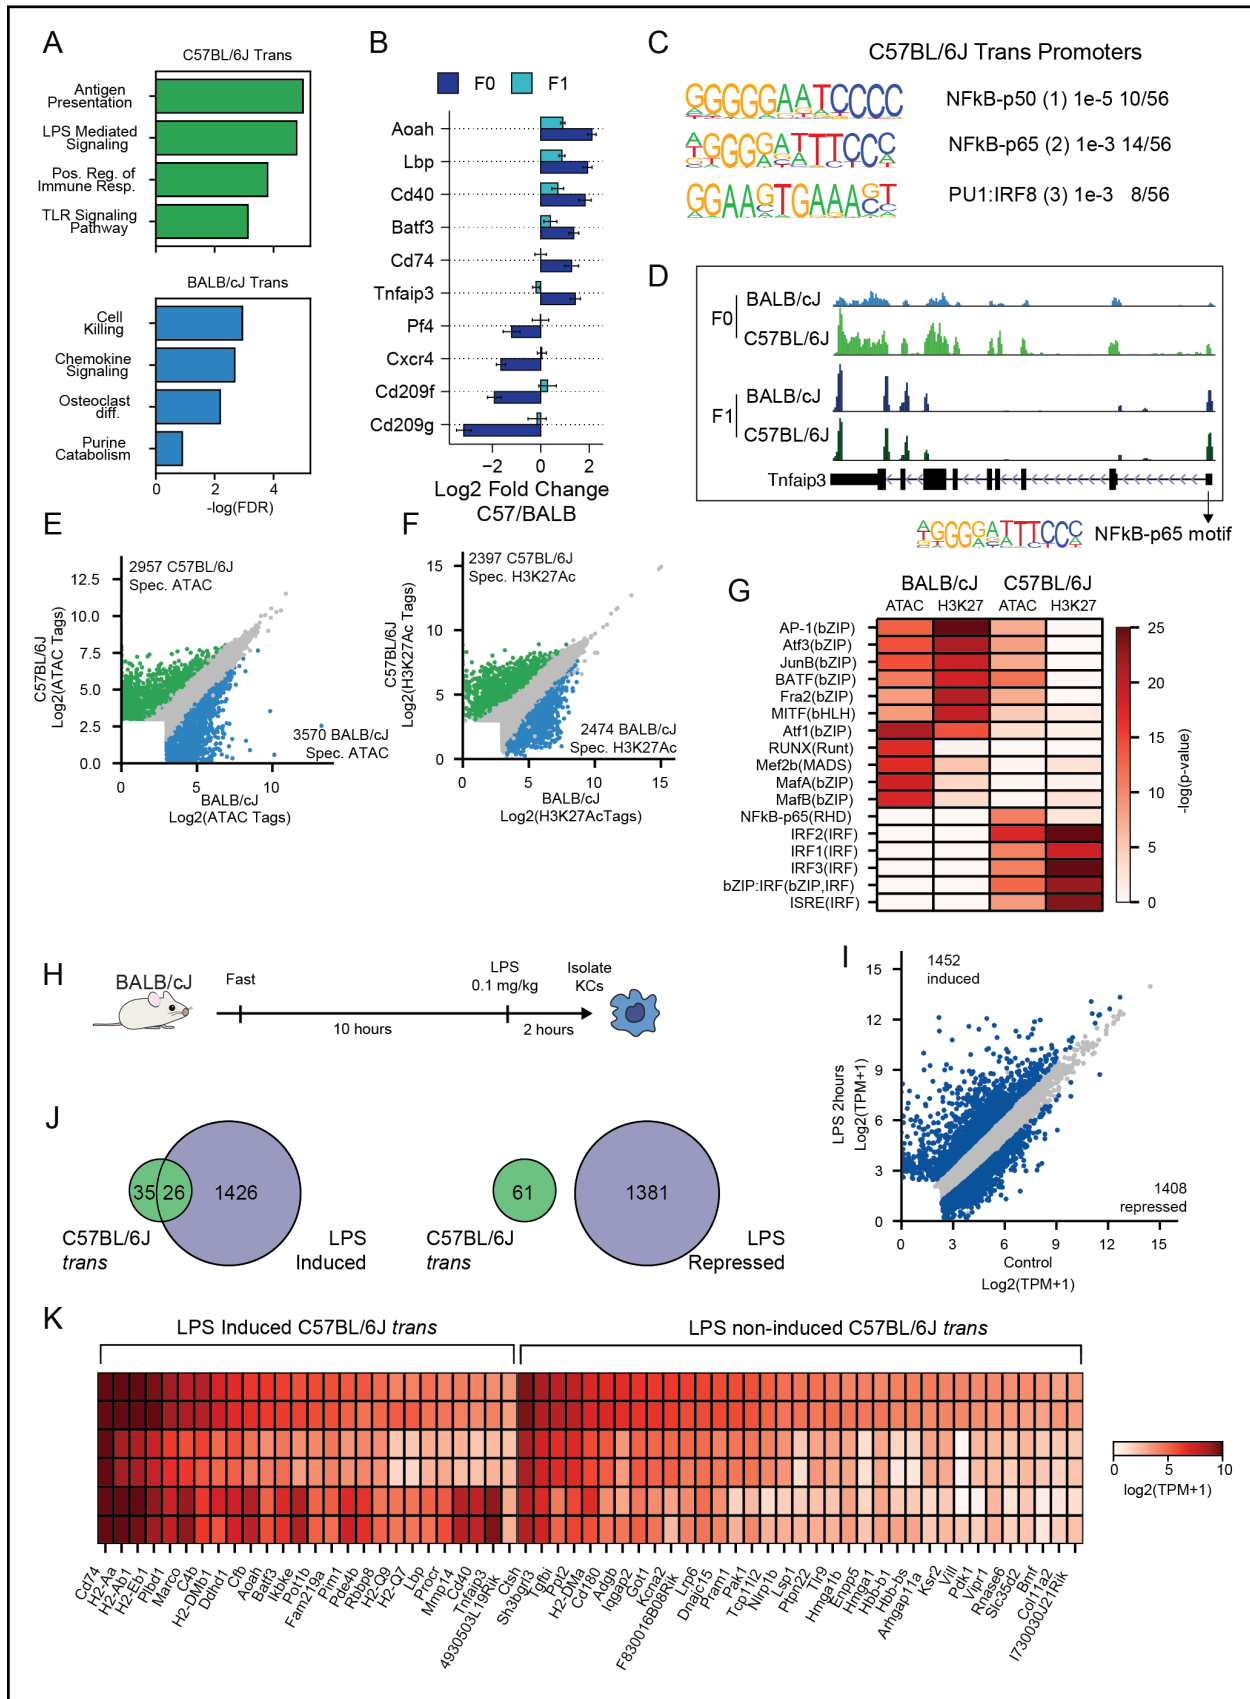 A
C57BL/6J Trans
Antigen
Presentation
LPS Mediated
Signaling
Pos. Reg. of
Immune Resp.
TLR Signaling
Pathway
BALB/cJ Trans
Cell
Killing
Chemokine
Signaling
Osteoclast
diff.
Purine
Catabolism
0 2 4
-log(FDR)
B
F0 F1
Aoah
Lbp
Cd40
Batf3
Cd74
Tnfaip3
Pf4
Cxcr4
Cd209f
Cd209g
−2 0 2
Log2 Fold Change
C57/BALB
C
C57BL/6J Trans Promoters
GGGGGAATCCCC
NFkB-p50 (1) 1e-5 10/56
NFkB-p65 (2) 1e-3 14/56
PU1:IRF8 (3) 1e-3 8/56
D
F0
BALB/cJ
C57BL/6J
F1
BALB/cJ
C57BL/6J
Tnfaip3
NFkB-p65 motif
E
2957 C57BL/6J
Spec. ATAC
12.5
10.0
7.5
5.0
2.5
0.0
C57BL/6J
Log2(ATAC Tags)
3570 BALB/cJ
Spec. ATAC
0 5 10
BALB/cJ
Log2(ATAC Tags)
F
2397 C57BL/6J
Spec. H3K27Ac
15
10
5
0
C57BL/6J
Log2(H3K27Ac Tags)
2474 BALB/cJ
Spec. H3K27Ac
0 5 10 15
BALB/cJ
Log2(H3K27AcTags)
G
BALB/cJ C57BL/6J
ATAC H3K27 ATAC H3K27
AP-1(bZIP)
Atf3(bZIP)
JunB(bZIP)
BATF(bZIP)
Fra2(bZIP)
MITF(bHLH)
Atf1(bZIP)
RUNX(Runt)
Mef2b(MADS)
MafA(bZIP)
MafB(bZIP)
NFkB-p65(RHD)
IRF2(IRF)
IRF1(IRF)
IRF3(IRF)
bZIP:IRF(bZIP,IRF)
ISRE(IRF)
25
20
15
10
5
0
-log(p-value)
H
BALB/cJ
Fast
LPS
0.1 mg/kg
Isolate
KCs
10 hours
2 hours
I
1452
induced
15
12
9
6
3
0
LPS 2hours
Log2(TPM+1)
1408
repressed
0 3 6 9 12 15
Control
Log2(TPM+1)
J
35 26 1426
C57BL/6J
trans
LPS
Induced
61 1381
C57BL/6J
trans
LPS
Repressed
K
LPS Induced C57BL/6J trans
LPS non-induced C57BL/6J trans
0 5 10
log2(TPM+1)
Cd74
H2-Aa
H2-Ab1
H2-Eb1
Plbd1
Marco
C4b
H2-DMb1
Ddhd1
Cfb
Aoah
Batf3
Ikbke
Pot1b
Fam219a
Pim1
Pde4b
Rbbp8
H2-Q9
H2-Q7
Lbp
Procr
Mmp14
Cd40
Tnfaip3
4930503L19Rik
Ctsh
Sh3bgrl3
Tgfbi
Ppl2
H2-DMa
Cd180
Adgb
Iqgap2
Cot1
Kcna2
F830016B08Rik
Lrp6
Dnajc15
Pram1
Pak1
Tcp11l2
Nlrp1b
Lsp1
Ptpn22
Tlr9
Hmga1b
Enpp5
Hmga1
Hbb-b1
Hbb-bs
Arhgap11a
Ksr2
Vill
Pdk1
Vipr1
Rnase6
Slc35d2
Bmf
Col11a2
I730030J21Rik